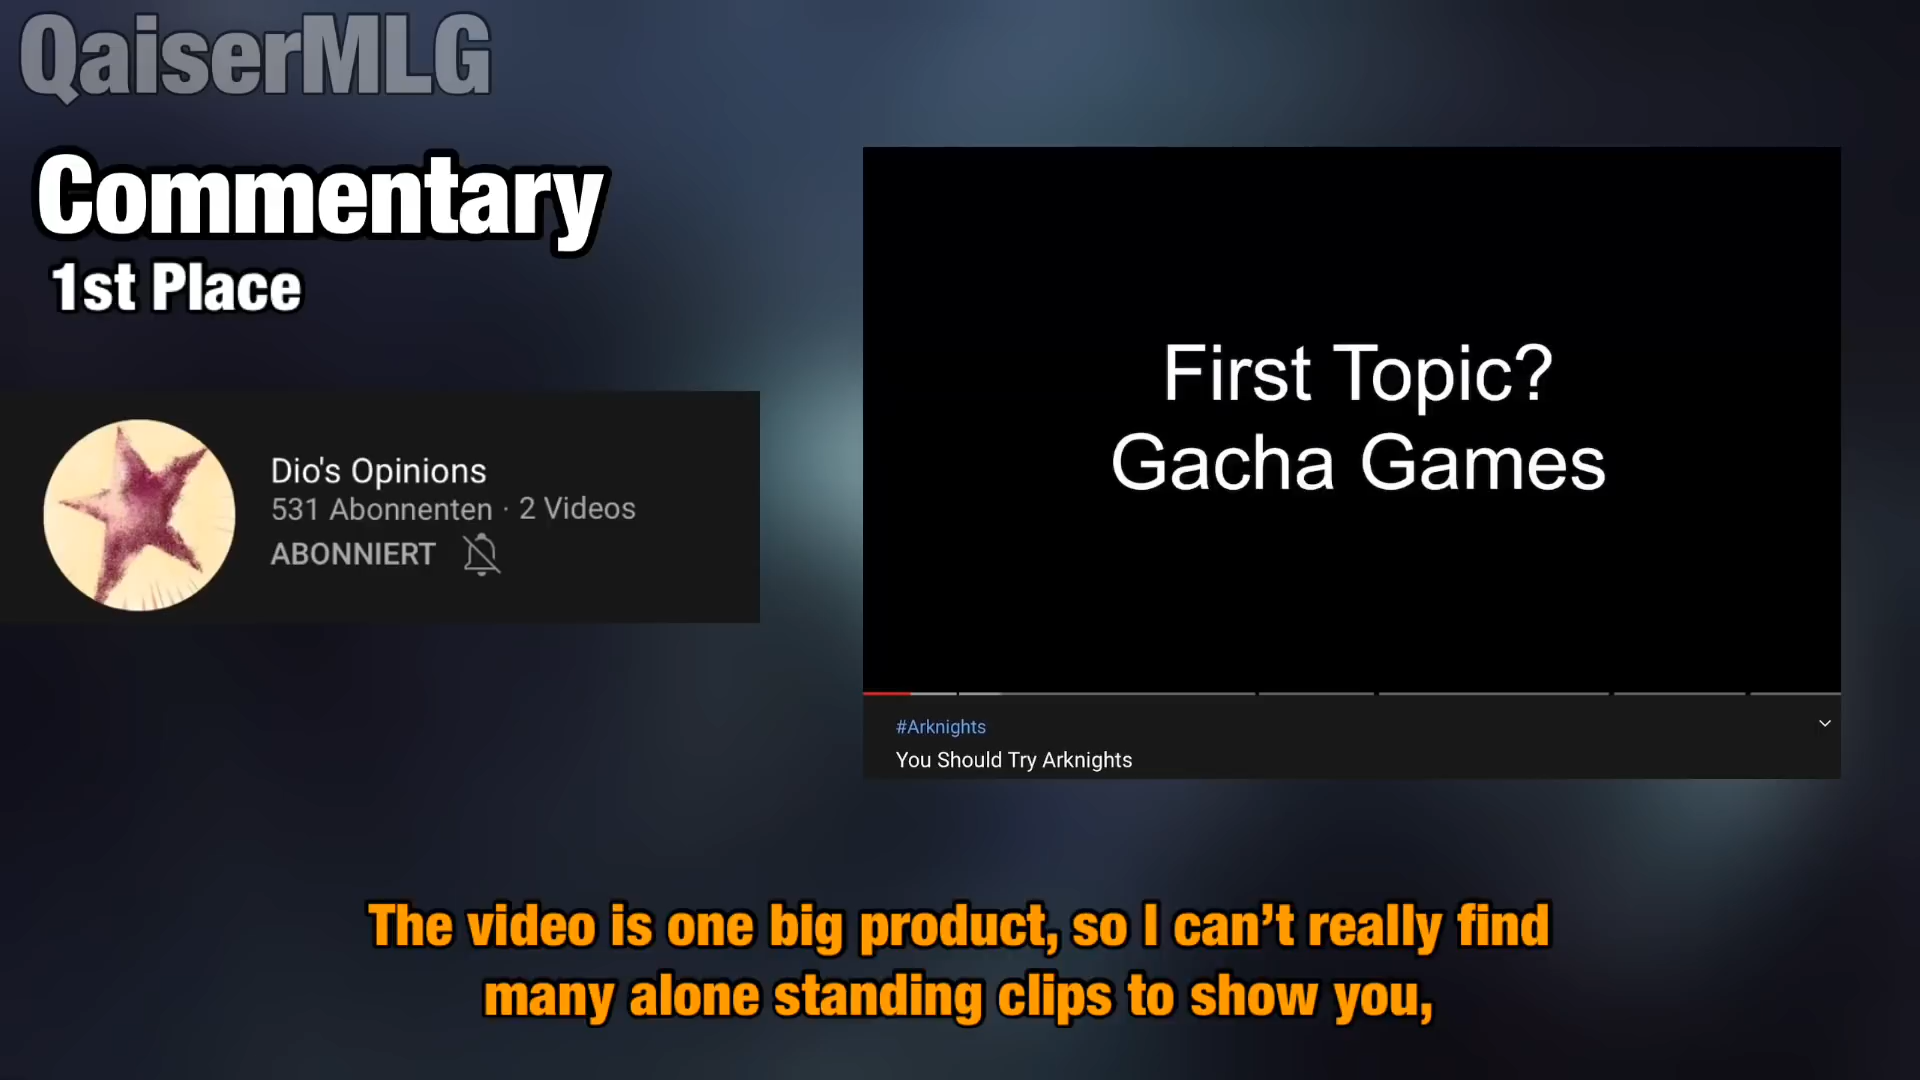 QaiserMLG
Commentary
1st Place
Dio's Opinions
531 Abonnenten · 2 Videos
ABONNIERT
First Topic?
Gacha Games
#Arknights
You Should Try Arknights
The video is one big product, so I can’t really find
many alone standing clips to show you,